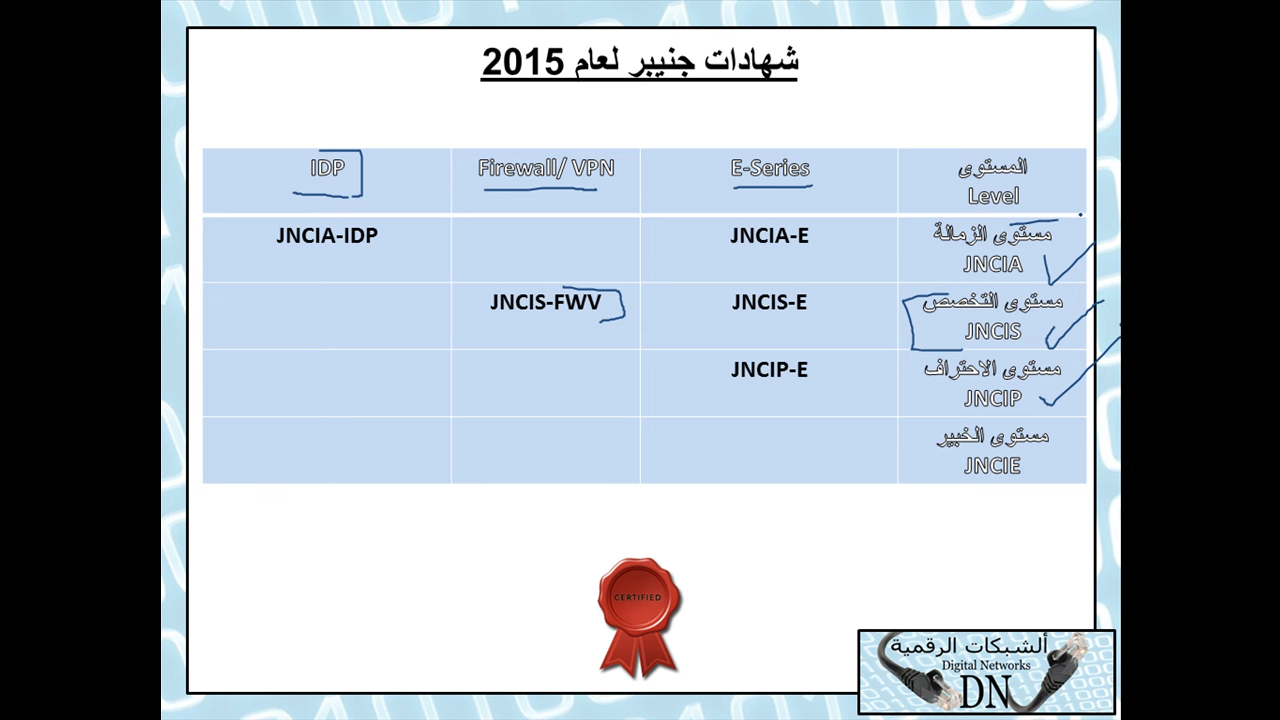 شهادات جنيبر لعام 2015
المستوى
Level
E-Series
Firewall/ VPN
IDP
مستوى الزمالة
JNCIA
JNCIA-E
JNCIA-IDP
مستوى التخصص
JNCIS
JNCIS-E
JNCIS-FWV
مستوى الاحتراف
JNCIP
JNCIP-E
مستوى الخبير
JNCIE
CERTIFIED
ألشبكات الرقمية
Digital Networks
DN